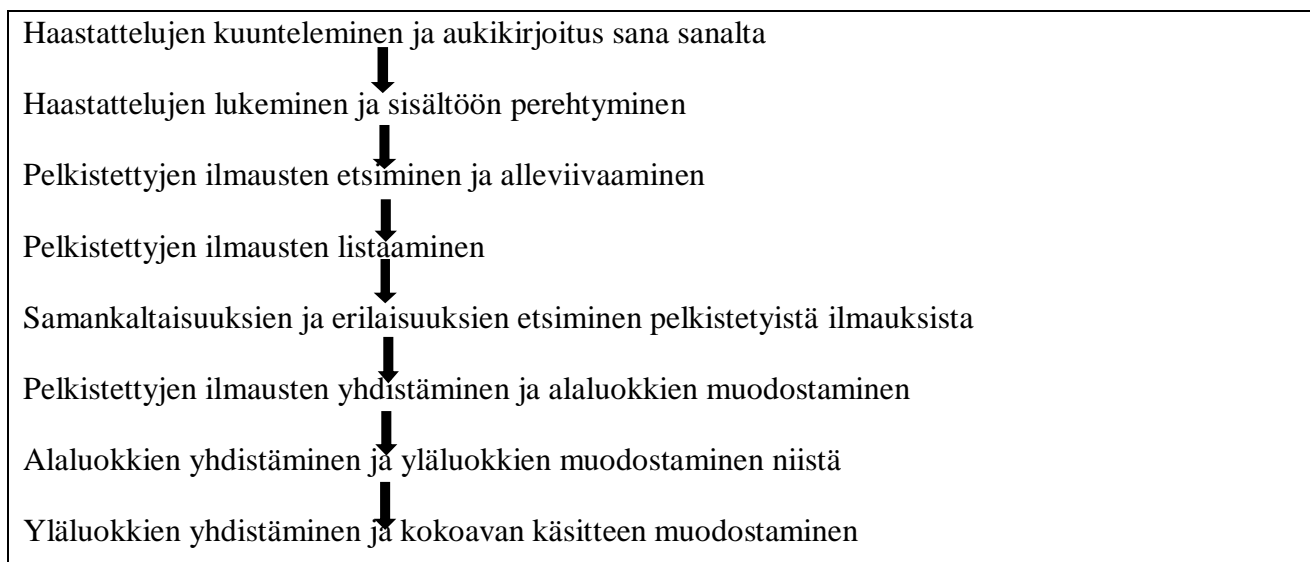 Haastattelujen kuunteleminen ja aukikirjoitus sana sanalta
Haastattelujen lukeminen ja sisältöön perehtyminen
Pelkistettyjen ilmausten etsiminen ja alleviivaaminen
Pelkistettyjen ilmausten listaaminen
Samankaltaisuuksien ja erilaisuuksien etsiminen pelkistetyistä ilmauksista
Pelkistettyjen ilmausten yhdistäminen ja alaluokkien muodostaminen
Alaluokkien yhdistäminen ja yläluokkien muodostaminen niistä
Yläluokkien yhdistäminen ja kokoavan käsitteen muodostaminen